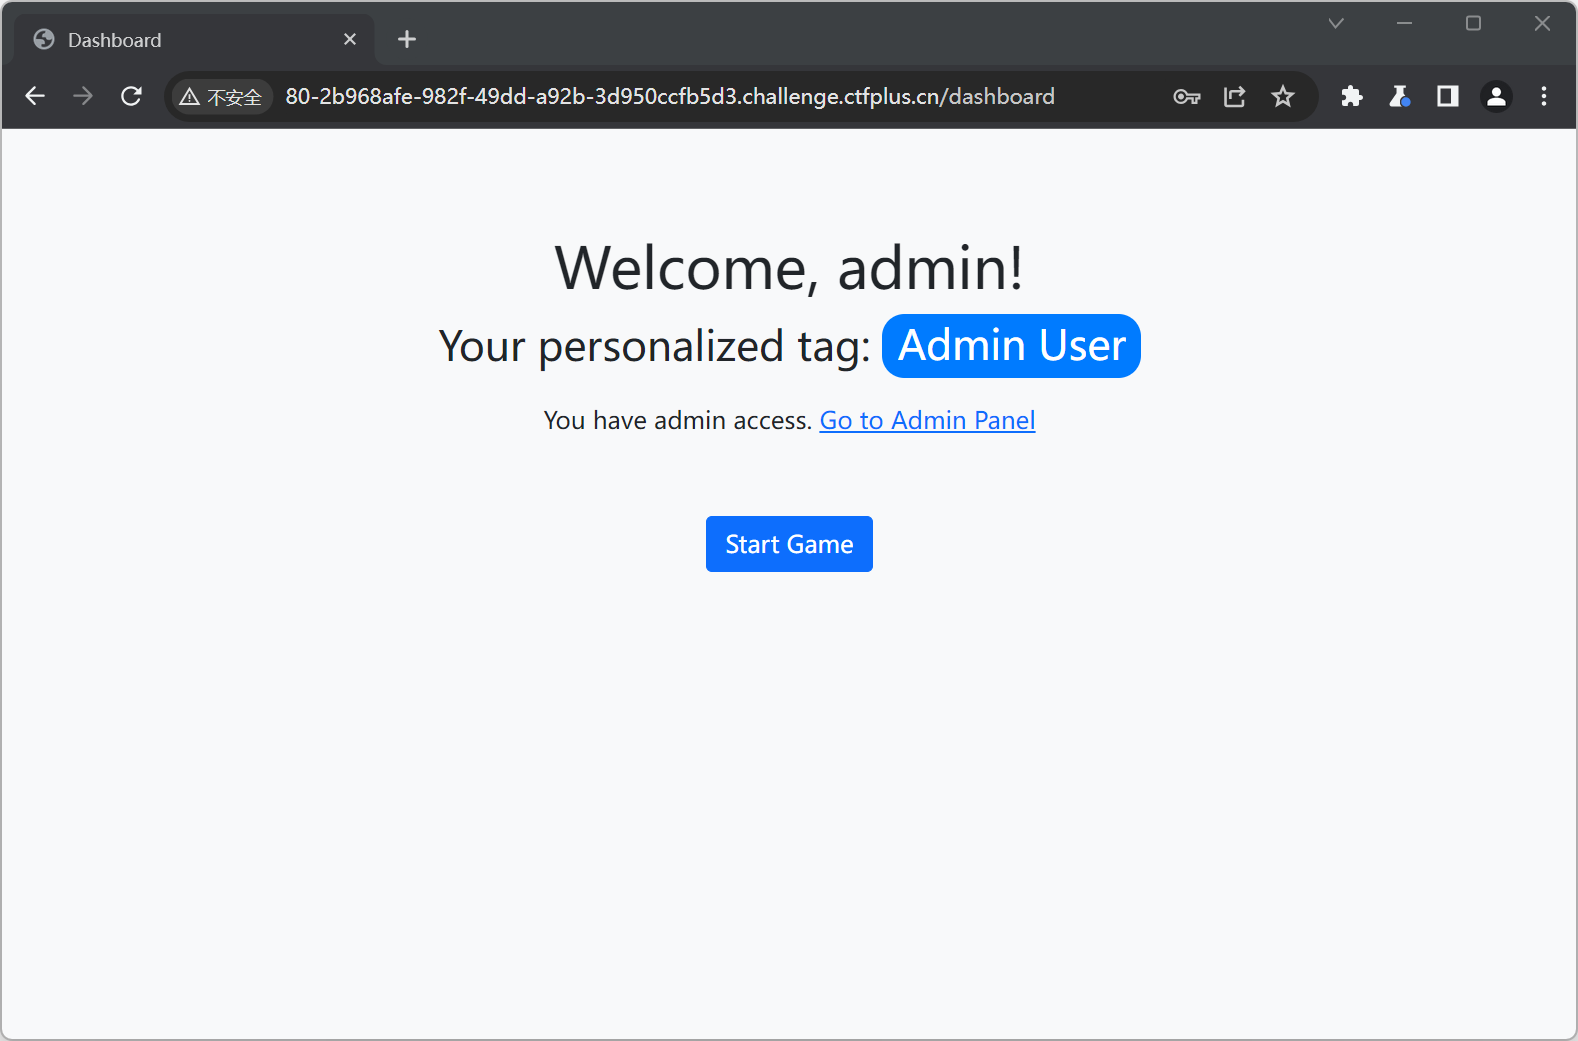 Dashboard
不安全 80-2b968afe-982f-49dd-a92b-3d950ccfb5d3.challenge.ctfplus.cn/dashboard
Welcome, admin!
Your personalized tag: Admin User
You have admin access. Go to Admin Panel
Start Game